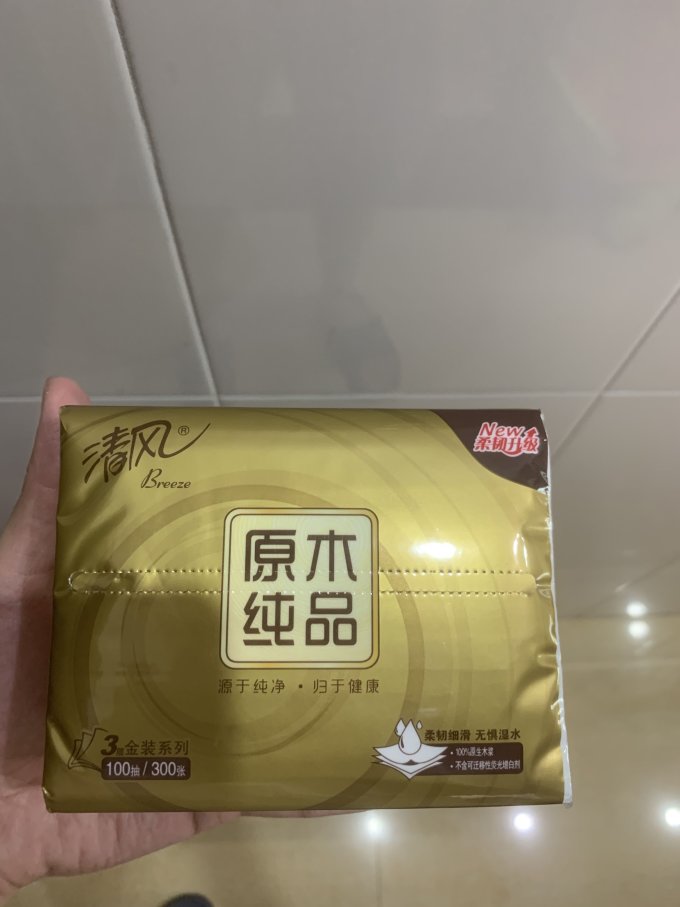 清风®
Breeze
New
柔韧升级
原木
纯品
源于纯净·归于健康
3层金装系列
100抽/300张
柔韧细滑 无惧湿水
·100%原生木浆
·不含可迁移性荧光增白剂